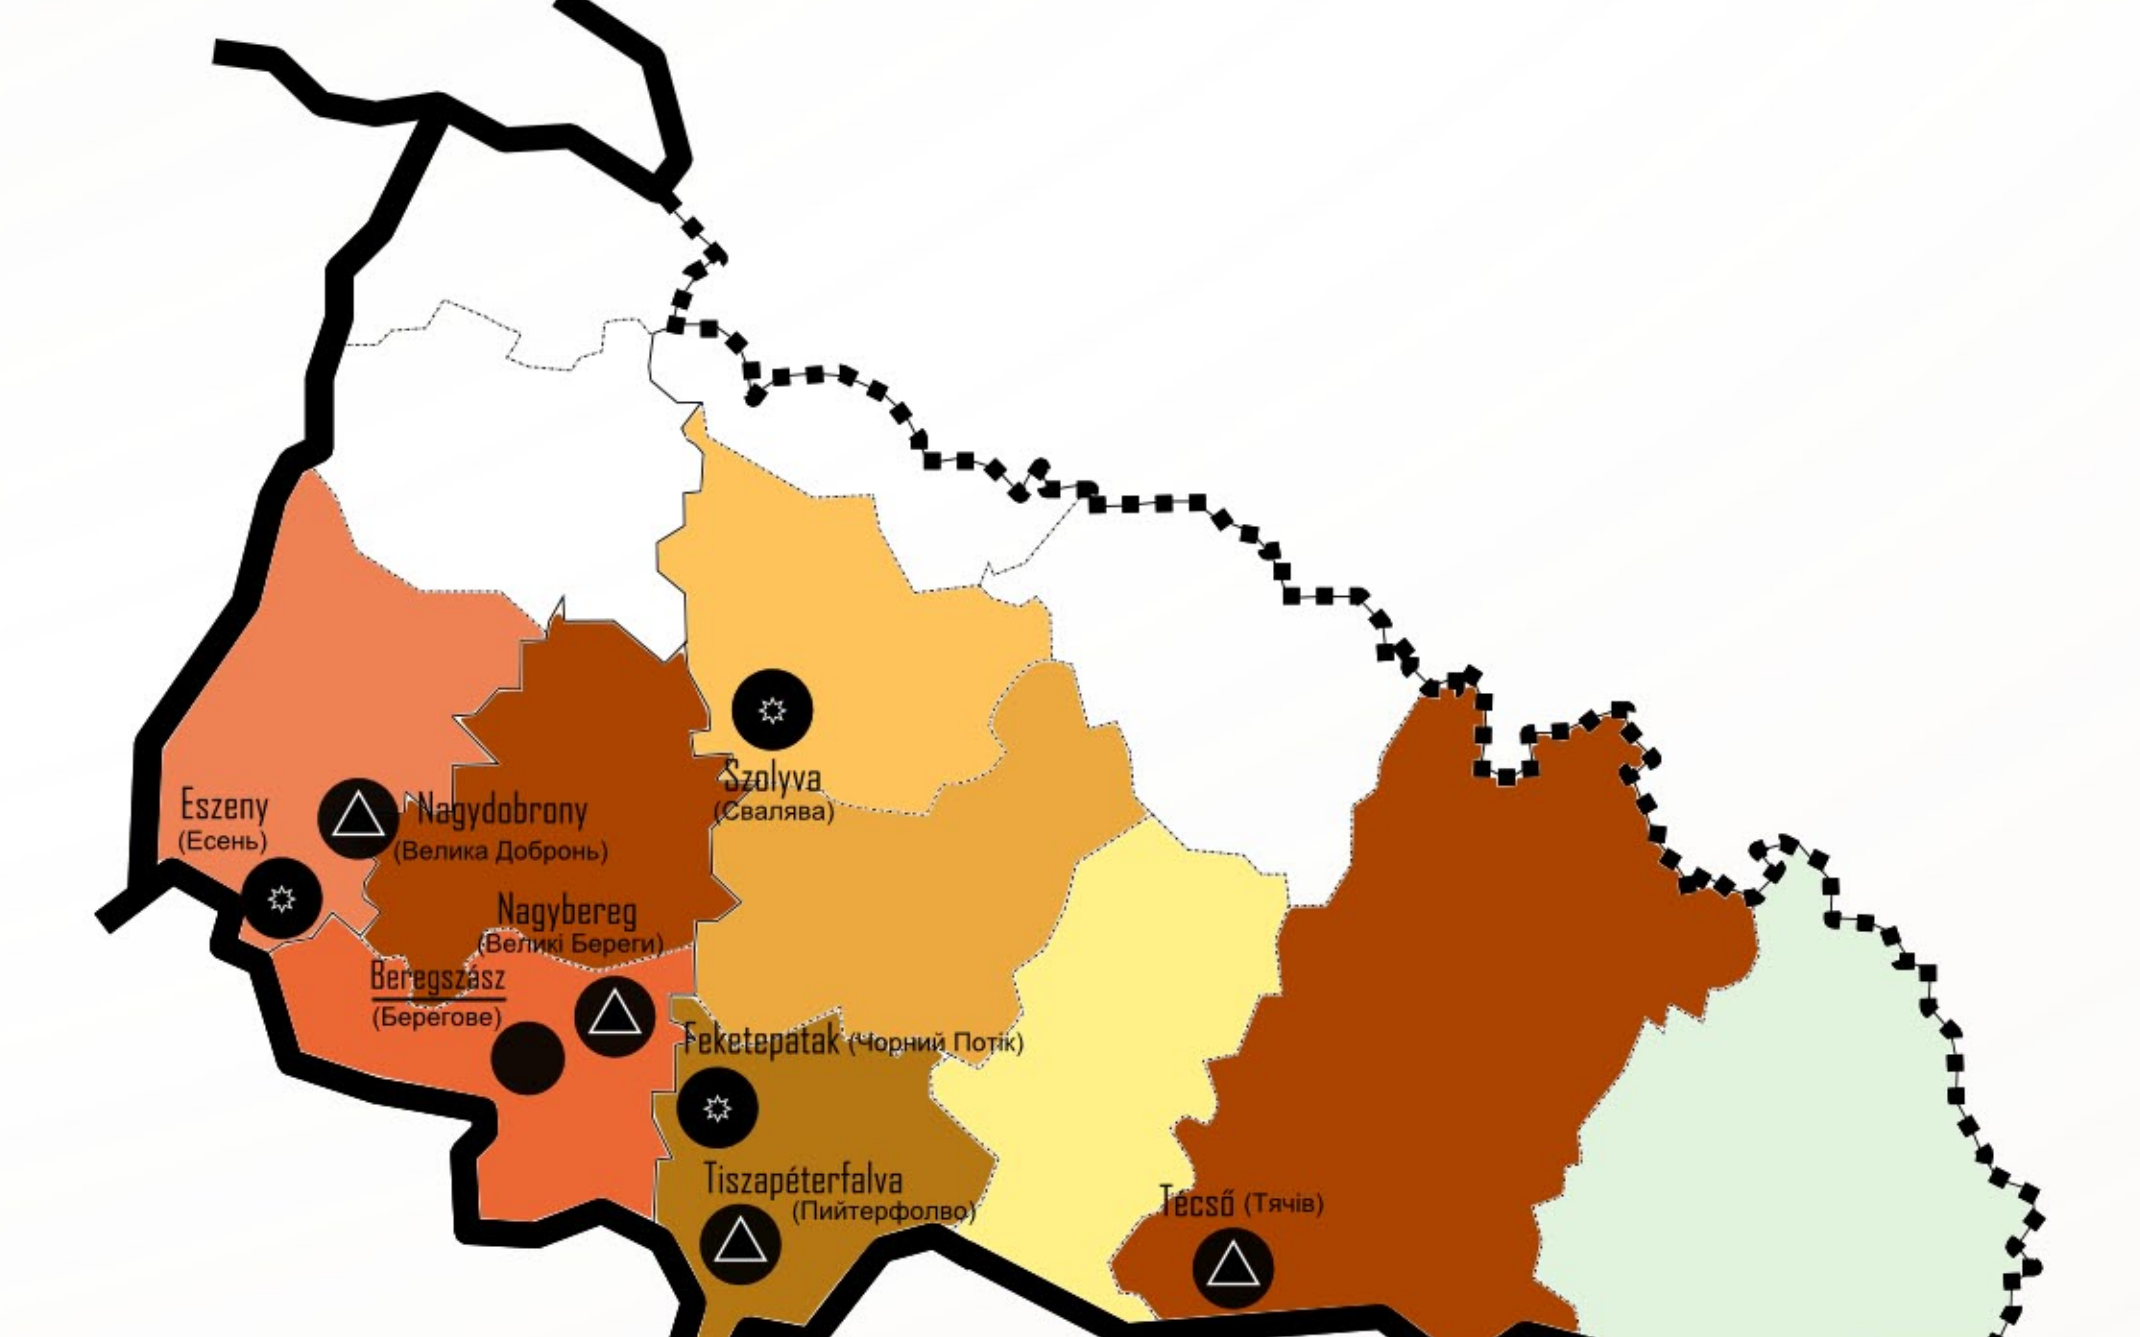 Szolyva
(Свалява)
Eszeny
(Есень)
Nagydobrony
(Велика Добронь)
Nagybereg
(Великі Береги)
Beregszász
(Берегове)
Feketepatak (Чорний Потік)
Tiszapéterfalva
(Пийтерфолво)
Técső (Тячів)